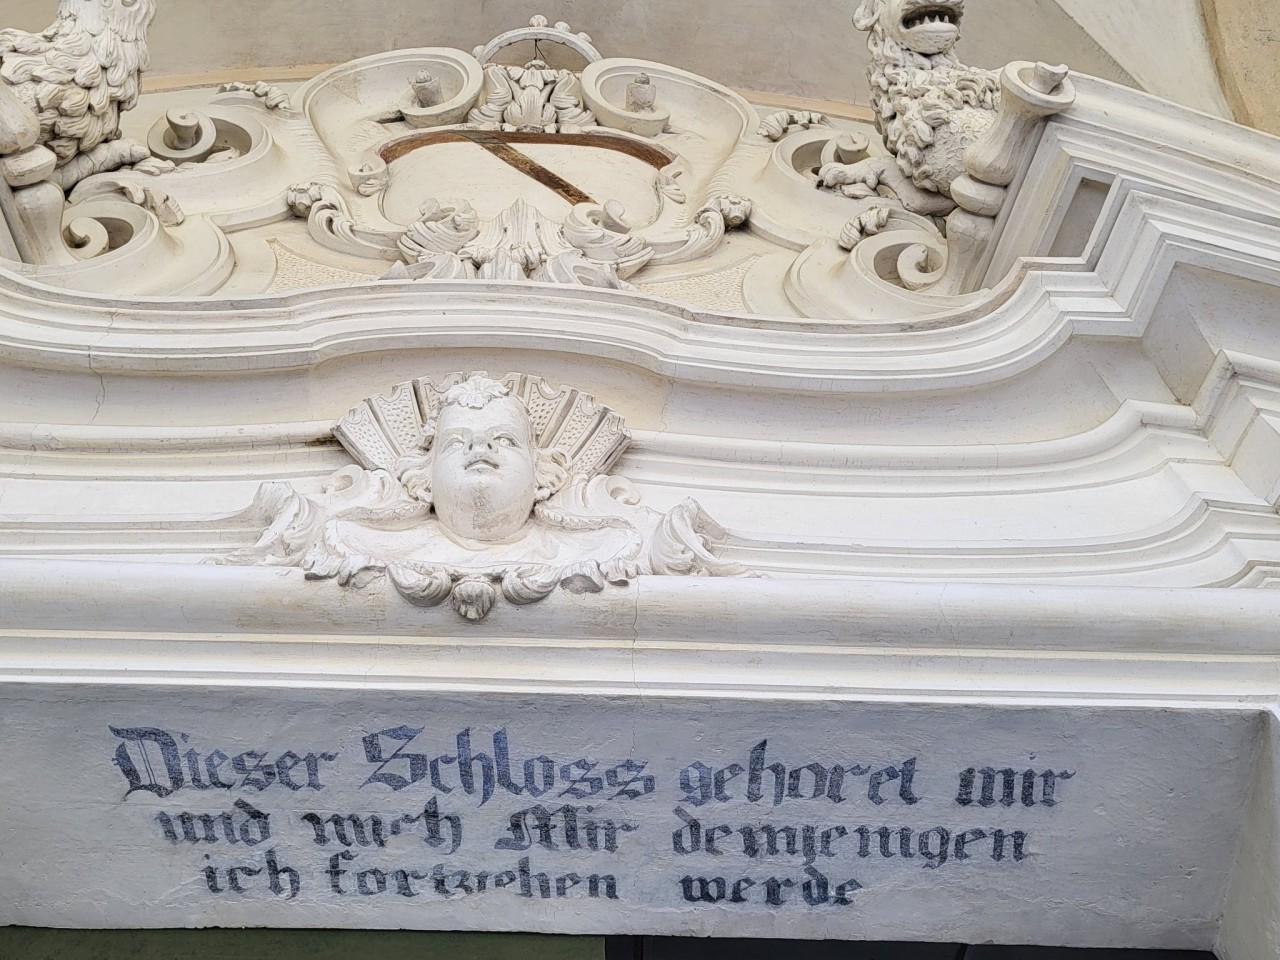 Dieser Schloss gehoret mir
und nach Mir demjenigen
ich fortziehen werde